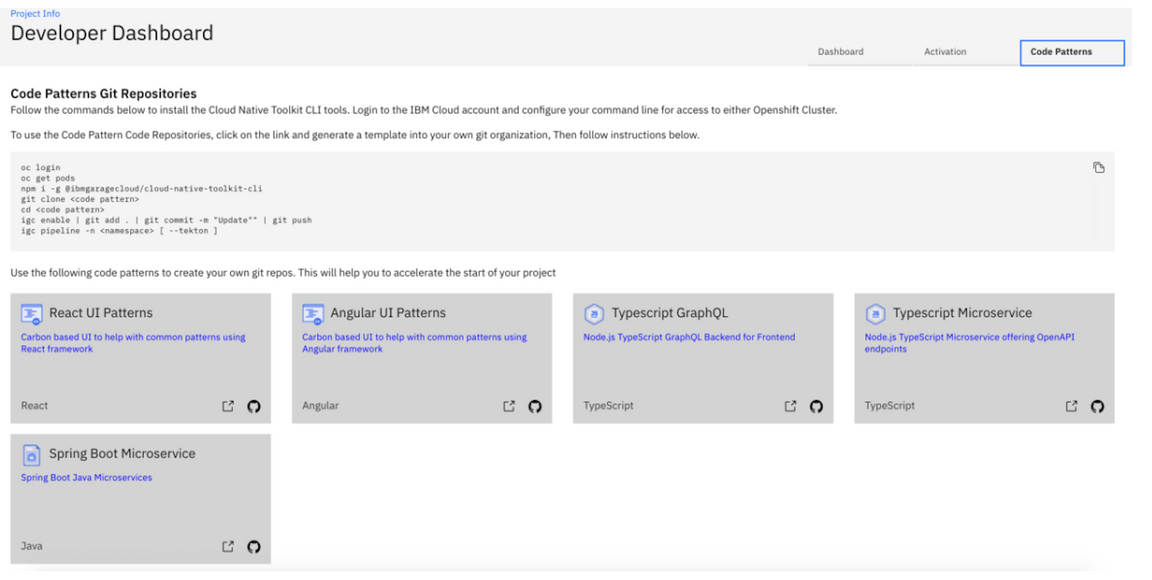 Project Info
Developer Dashboard
Dashboard
Activation
Code Patterns
Code Patterns Git Repositories
Follow the commands below to install the Cloud Native Toolkit CLI tools. Login to the IBM Cloud account and configure your command line for access to either Openshift Cluster.
To use the Code Pattern Code Repositories, click on the link and generate a template into your own git organization, Then follow instructions below.
oc login
oc get pods
npm i -g @ibmgaragecloud/cloud-native-toolkit-cli
git clone <code pattern>
cd <code pattern>
igc enable | git add . | git commit -m "Update"" | git push
igc pipeline -n <namespace> [ --tekton ]
Use the following code patterns to create your own git repos. This will help you to accelerate the start of your project
React UI Patterns
Carbon based UI to help with common patterns using
React framework
React
Angular UI Patterns
Carbon based UI to help with common patterns using
Angular framework
Angular
Typescript GraphQL
Node.js TypeScript GraphQL Backend for Frontend
TypeScript
Typescript Microservice
Node.js TypeScript Microservice offering OpenAPI
endpoints
TypeScript
Spring Boot Microservice
Spring Boot Java Microservices
Java